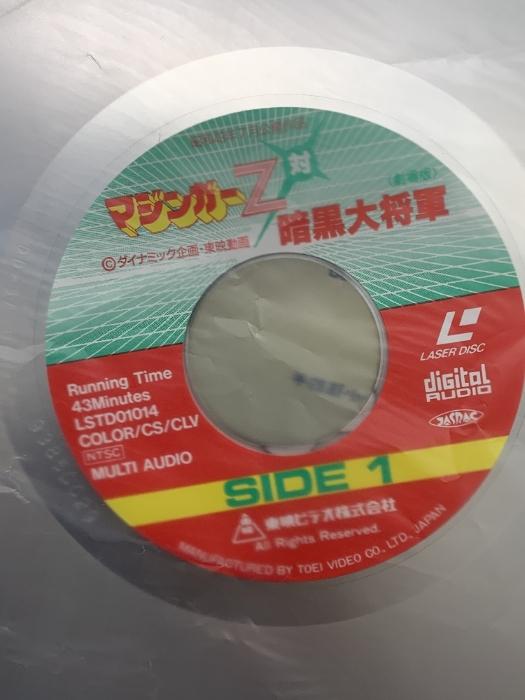 マジンガーZ対
暗黒大将軍
(劇場版)
©ダイナミック企画・東映動画
LASER DISC
digital
AUDIO
JASRAC
Running Time
43Minutes
LSTD01014
COLOR/CS/CLV
NTSC
MULTI AUDIO
SIDE 1
東映ビデオ株式会社
All Rights Reserved.
MANUFACTURED BY TOEI VIDEO CO., LTD. JAPAN